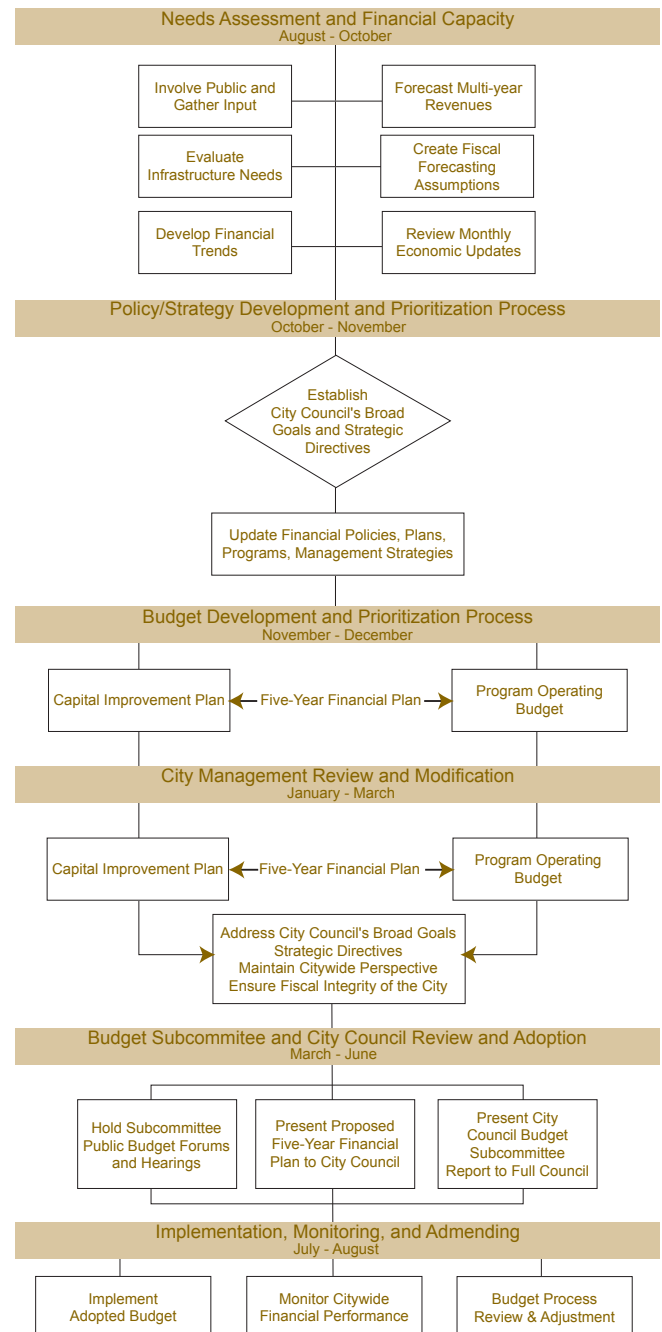 Needs Assessment and Financial Capacity
August - October
Involve Public and
Gather Input
Forecast Multi-year
Revenues
Evaluate
Infrastructure Needs
Create Fiscal
Forecasting
Assumptions
Develop Financial
Trends
Review Monthly
Economic Updates
Policy/Strategy Development and Prioritization Process
October - November
Establish
City Council's Broad
Goals and Strategic
Directives
Update Financial Policies, Plans,
Programs, Management Strategies
Budget Development and Prioritization Process
November - December
Capital Improvement Plan
Five-Year Financial Plan
Program Operating
Budget
City Management Review and Modification
January - March
Capital Improvement Plan
Five-Year Financial Plan
Program Operating
Budget
Address City Council's Broad Goals
Strategic Directives
Maintain Citywide Perspective
Ensure Fiscal Integrity of the City
Budget Subcommitee and City Council Review and Adoption
March - June
Hold Subcommittee
Public Budget Forums
and Hearings
Present Proposed
Five-Year Financial
Plan to City Council
Present City
Council Budget
Subcommittee
Report to Full Council
Implementation, Monitoring, and Admending
July - August
Implement
Adopted Budget
Monitor Citywide
Financial Performance
Budget Process
Review & Adjustment